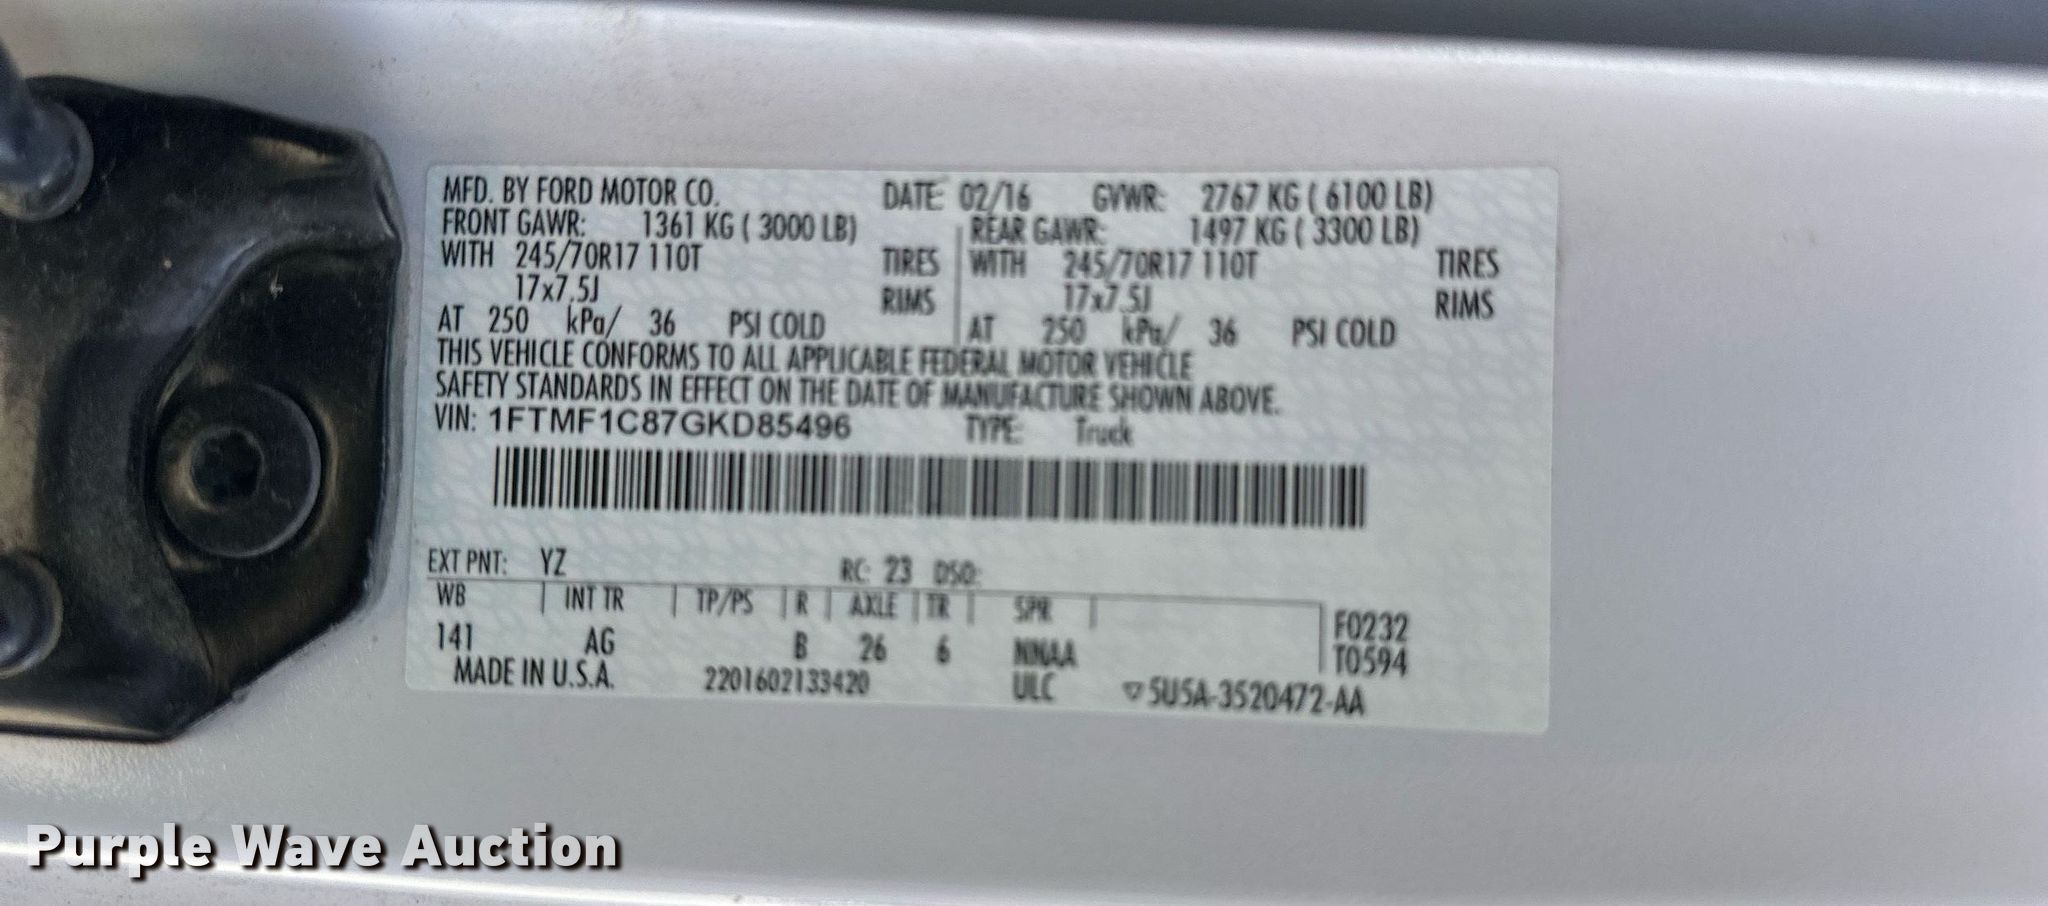 MFD. BY FORD MOTOR CO. DATE: 02/16 GVWR: 2767 KG ( 6100 LB)
FRONT GAWR: 1361 KG ( 3000 LB) REAR GAWR: 1497 KG ( 3300 LB)
WITH 245/70R17 110T TIRES WITH 245/70R17 110T TIRES
17x7.5J RIMS 17x7.5J RIMS
AT 250 kPa/ 36 PSI COLD AT 250 kPa/ 36 PSI COLD
THIS VEHICLE CONFORMS TO ALL APPLICABLE FEDERAL MOTOR VEHICLE
SAFETY STANDARDS IN EFFECT ON THE DATE OF MANUFACTURE SHOWN ABOVE.
VIN: 1FTMF1C87GKD85496 TYPE: Truck
EXT PNT: YZ RC: 23 DSO:
WB INT TR TP/PS R AXLE TR SPR F0232
141 AG B 26 6 NNAA T0594
MADE IN U.S.A. 2201602133420 ULC ▽5U5A-3520472-AA
Purple Wave Auction